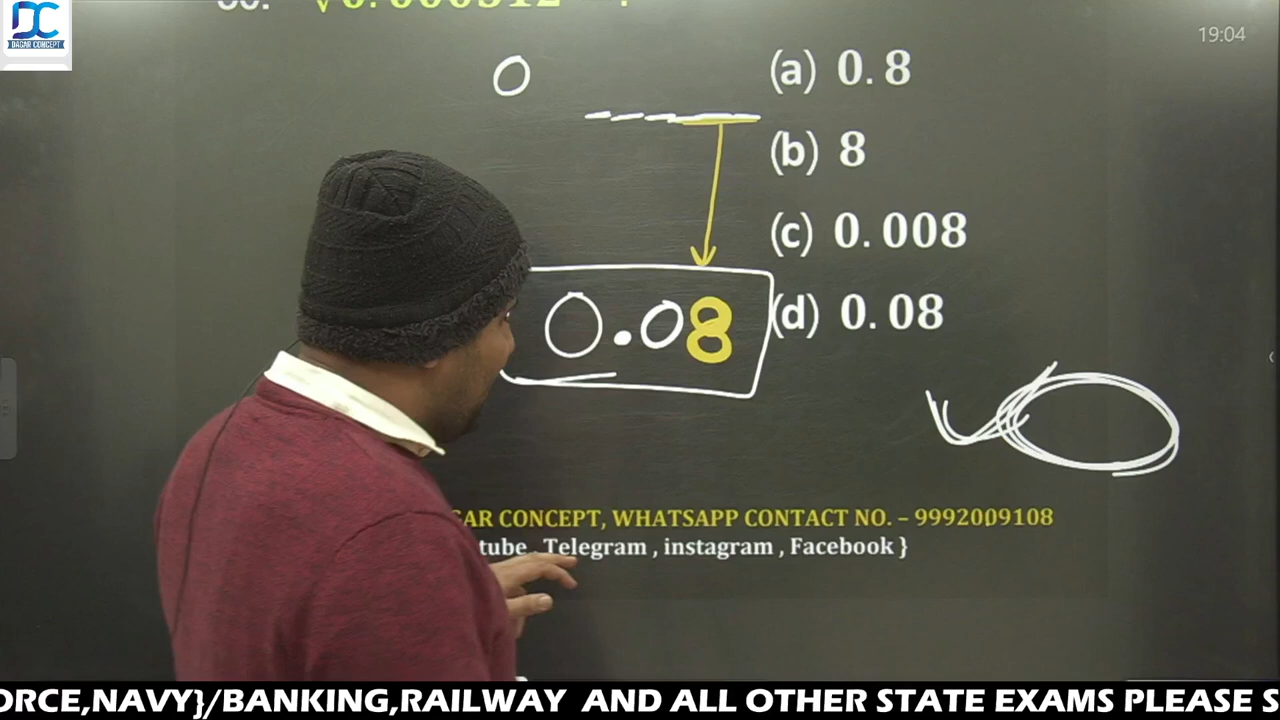 DC
DAGAR CONCEPT
19:04
0
(a) 0.8
(b) 8
(c) 0.008
0.08
(d) 0.08
GAR CONCEPT, WHATSAPP CONTACT NO. – 9992009108
tube , Telegram , instagram , Facebook }
ORCE,NAVY}/BANKING,RAILWAY AND ALL OTHER STATE EXAMS PLEASE S